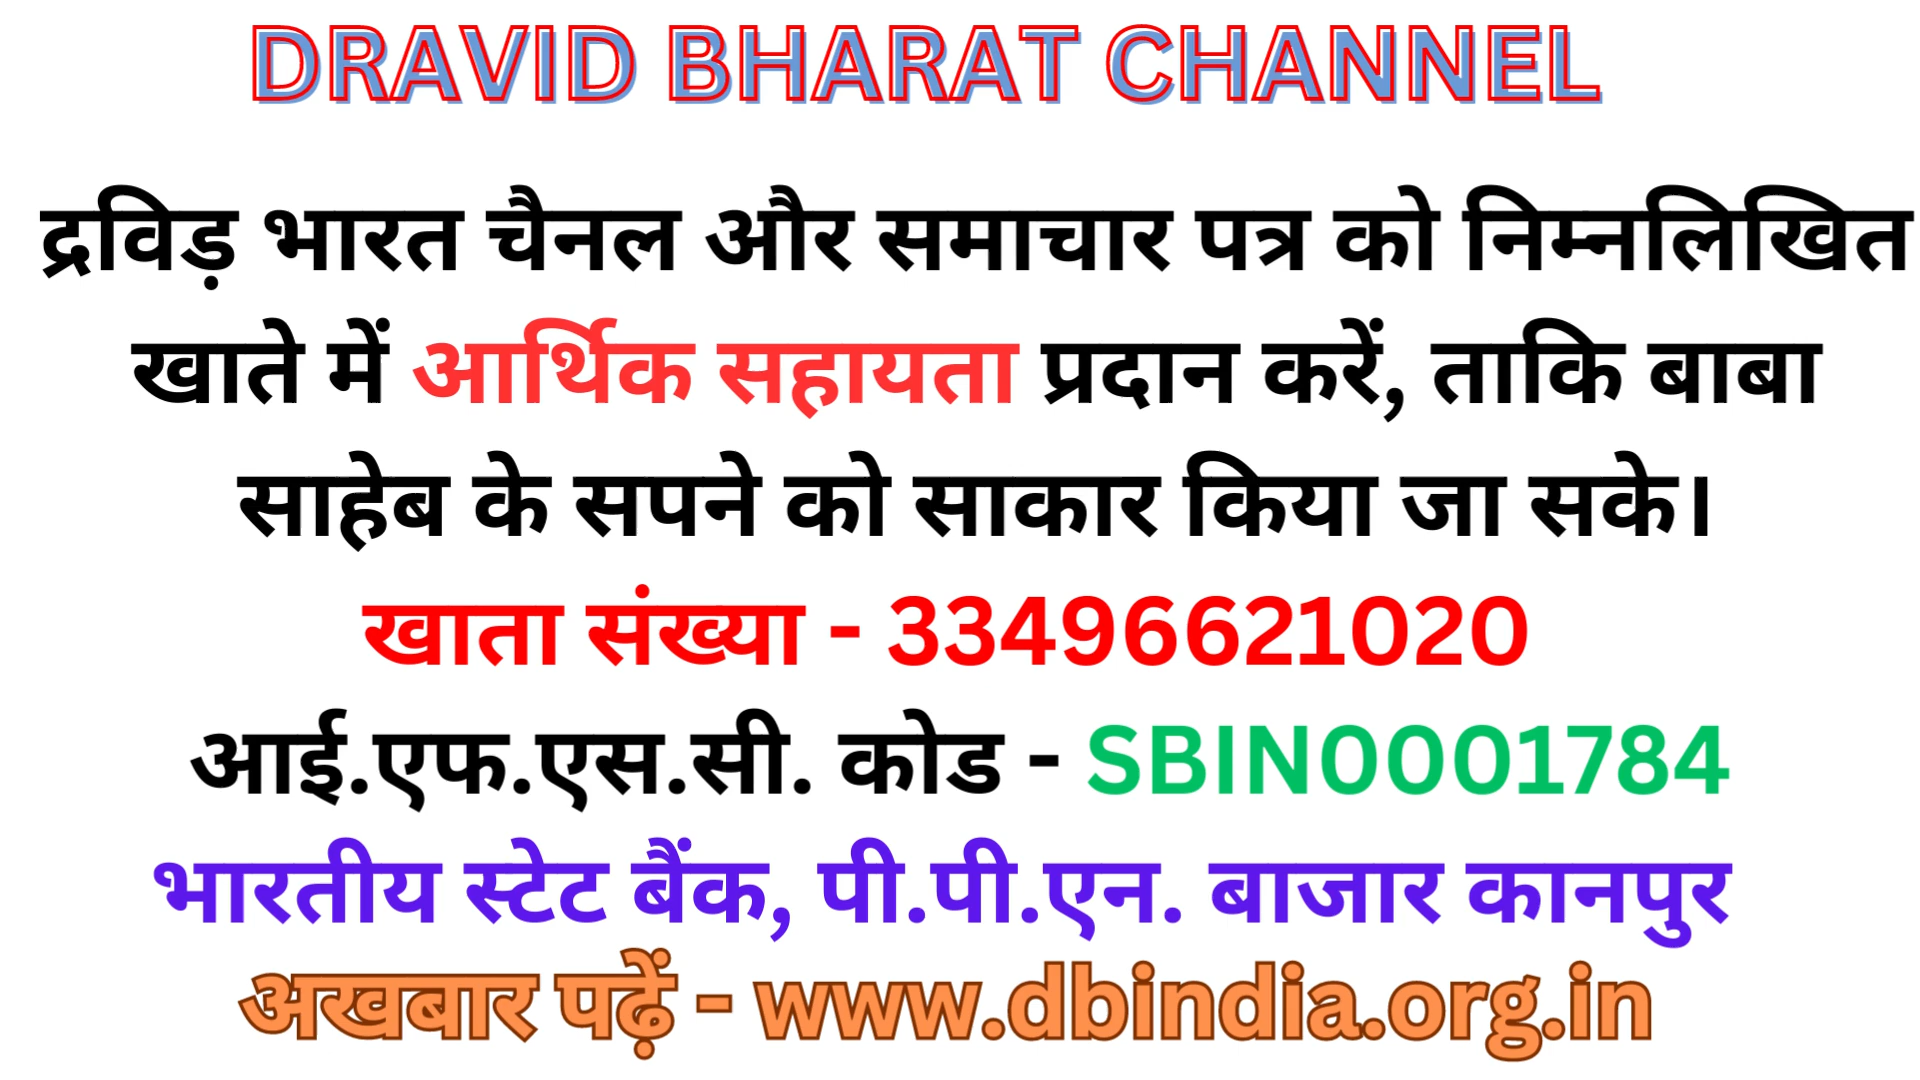 DRAVID BHARAT CHANNEL
द्रविड़ भारत चैनल और समाचार पत्र को निम्नलिखित
खाते में आर्थिक सहायता प्रदान करें, ताकि बाबा
साहेब के सपने को साकार किया जा सके।
खाता संख्या - 33496621020
आई.एफ.एस.सी. कोड - SBIN0001784
भारतीय स्टेट बैंक, पी.पी.एन. बाजार कानपुर
अखबार पढ़ें - www.dbindia.org.in